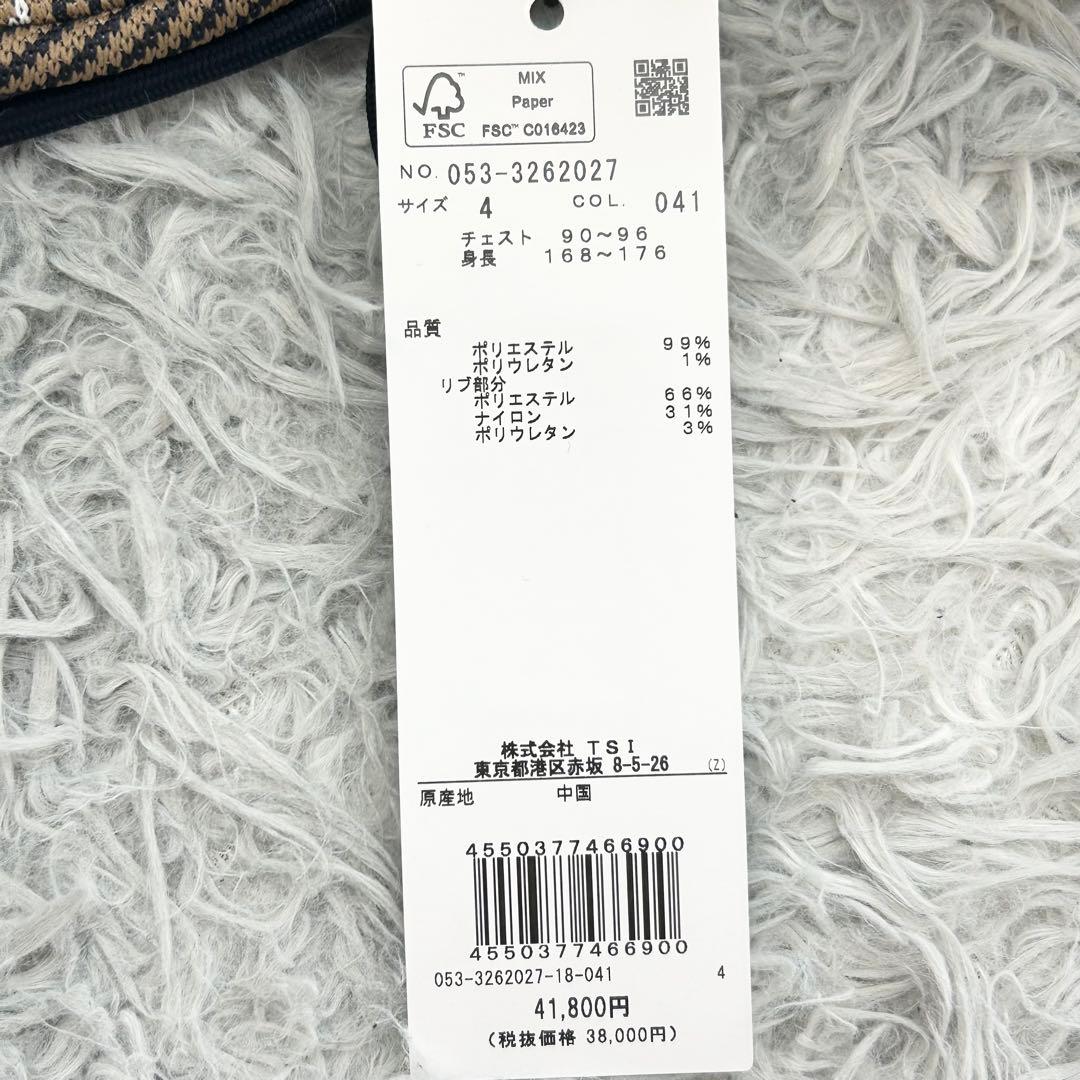 MIX
Paper
FSC™ C016423
FSC
NO. 053-3262027
サイズ 4 COL. 041
チェスト 90～96
身長 168～176
品質
ポリエステル 99%
ポリウレタン 1%
リブ部分
ポリエステル 66%
ナイロン 31%
ポリウレタン 3%
株式会社 TSI
東京都港区赤坂 8-5-26 (Z)
原産地 中国
4550377466900
4550377466900
053-3262027-18-041 4
41,800円
(税抜価格 38,000円)